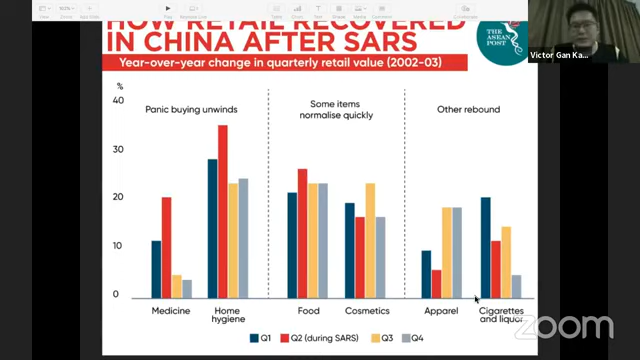 HOW RETAIL RECOVERED
IN CHINA AFTER SARS
THE ASEAN POST
Victor Gan Ka...
Year-over-year change in quarterly retail value (2002-03)
%
40
30
20
10
0
Panic buying unwinds
Some items
normalise quickly
Other rebound
Medicine
Home
hygiene
Food
Cosmetics
Apparel
Cigarettes
and liquor
Q1
Q2 (during SARS)
Q3
Q4
zoom